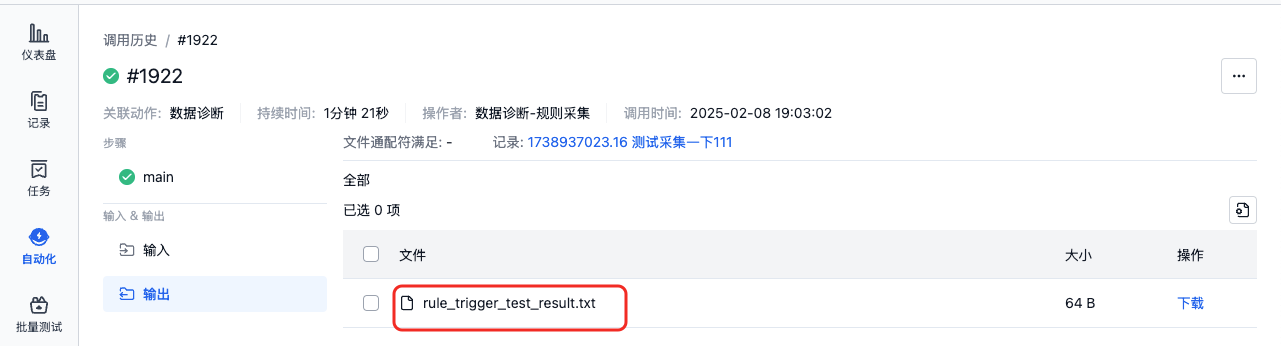 仪表盘
记录
任务
自动化
批量测试
调用历史 / #1922
#1922
关联动作: 数据诊断 持续时间: 1分钟 21秒 操作者: 数据诊断-规则采集 调用时间: 2025-02-08 19:03:02
步骤
main
输入 & 输出
输入
输出
文件通配符满足: - 记录: 1738937023.16 测试采集一下111
全部
已选 0 项
文件 大小 操作
rule_trigger_test_result.txt 64 B 下载